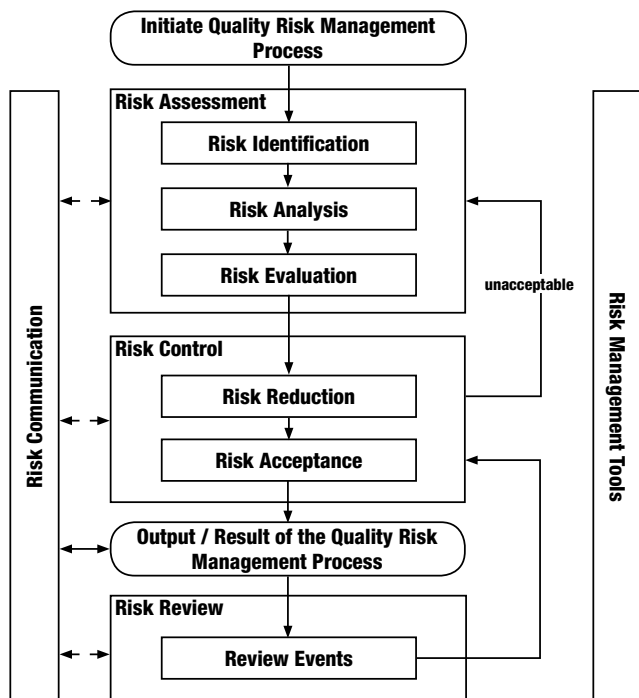 Initiate Quality Risk Management
Process
Risk Assessment
Risk Identification
Risk Analysis
Risk Evaluation
unacceptable
Risk Communication
Risk Management Tools
Risk Control
Risk Reduction
Risk Acceptance
Output / Result of the Quality Risk
Management Process
Risk Review
Review Events